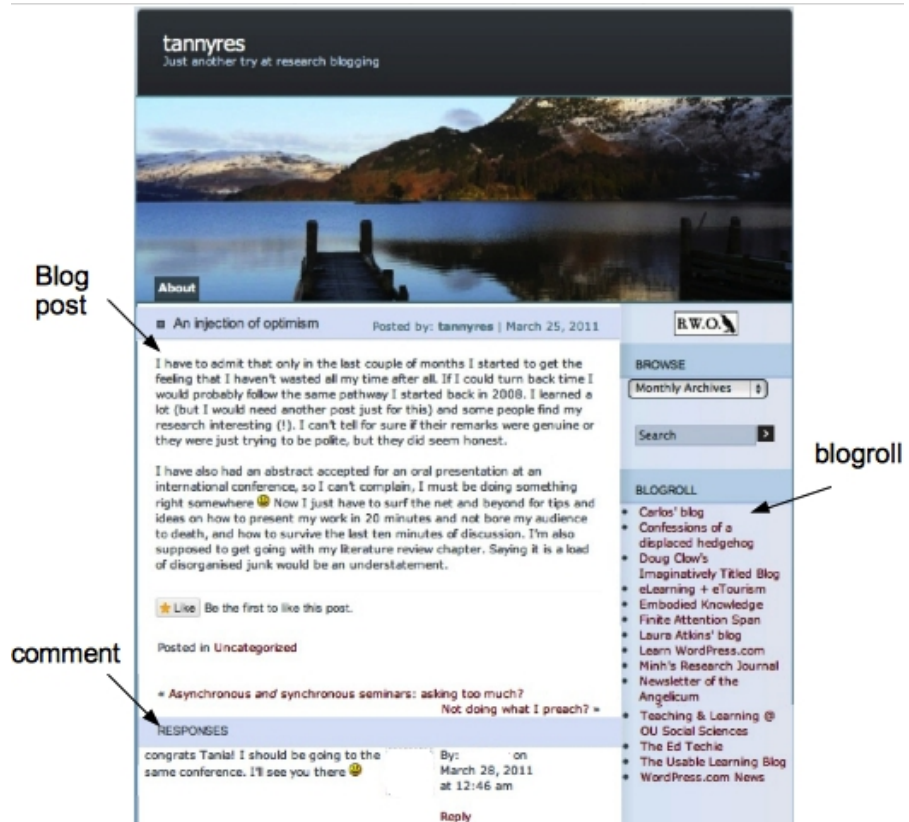 tannyres
Just another try at research blogging
About
Blog
post
An injection of optimism
Posted by: tannyres | March 25, 2011
I have to admit that only in the last couple of months I started to get the
feeling that I haven't wasted all my time after all. If I could turn back time I
would probably follow the same pathway I started back in 2008. I learned a
lot (but I would need another post just for this) and some people find my
research interesting (!). I can't tell for sure if their remarks were genuine or
they were just trying to be polite, but they did seem honest.
I have also had an abstract accepted for an oral presentation at an
international conference, so I can't complain, I must be doing something
right somewhere 😀 Now I just have to surf the net and beyond for tips and
ideas on how to present my work in 20 minutes and not bore my audience
to death, and how to survive the last ten minutes of discussion. I'm also
supposed to get going with my literature review chapter. Saying it is a load
of disorganised junk would be an understatement.
Like Be the first to like this post.
Posted in Uncategorized
comment
« Asynchronous and synchronous seminars: asking too much?
Not doing what I preach? »
RESPONSES
congrats Tania! I should be going to the
same conference. I'll see you there 😀
By: on
March 28, 2011
at 12:46 am
Reply
B.W.O.
BROWSE
Monthly Archives
Search
blogroll
BLOGROLL
Carlos' blog
Confessions of a
displaced hedgehog
Doug Clow's
Imaginatively Titled Blog
eLearning + eTourism
Embodied Knowledge
Finite Attention Span
Laura Atkins' blog
Learn WordPress.com
Minh's Research Journal
Newsletter of the
Angelicum
Teaching & Learning @
OU Social Sciences
The Ed Techie
The Usable Learning Blog
WordPress.com News